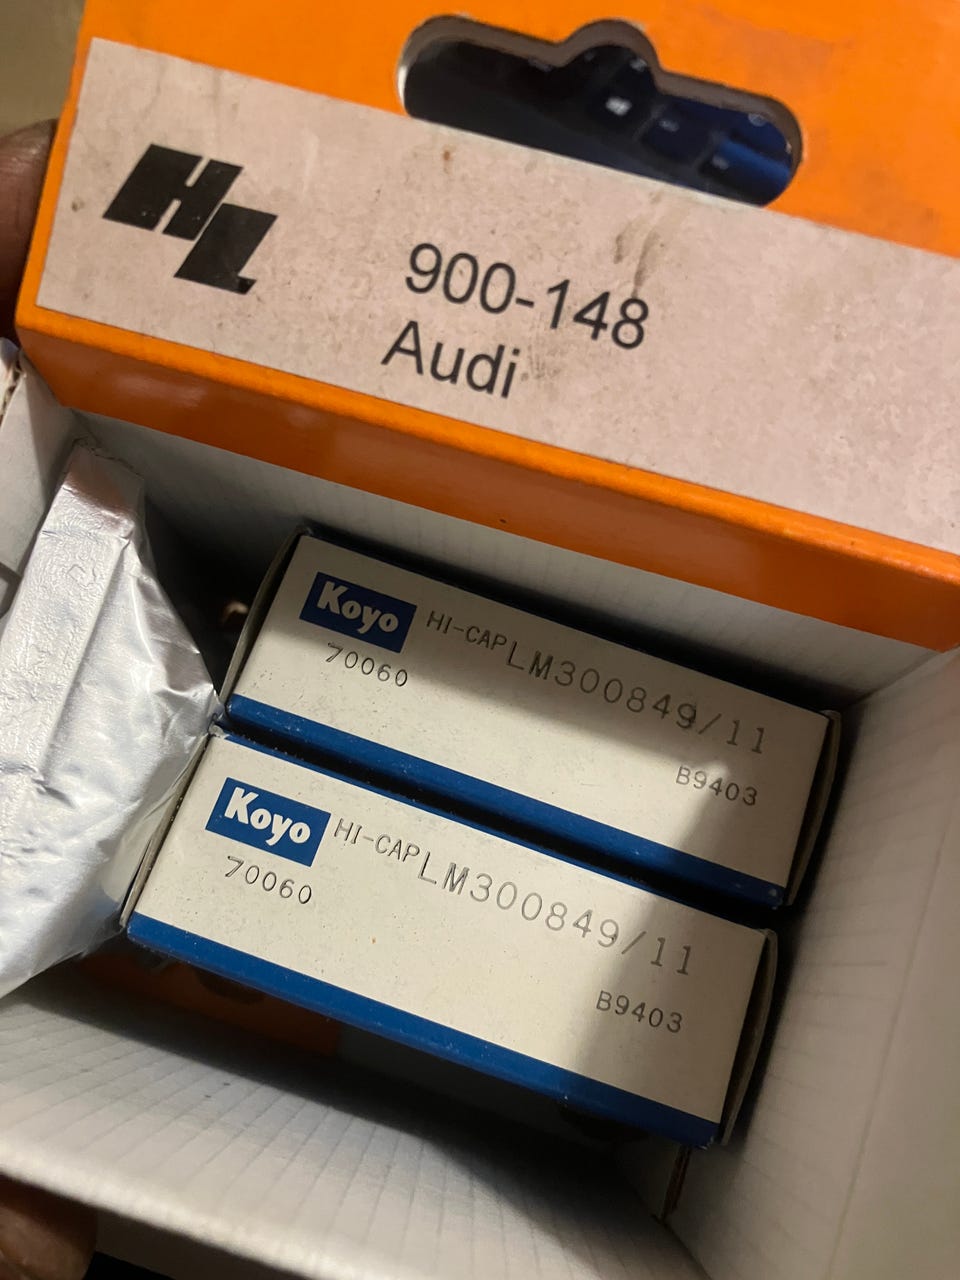 HL
900-148
Audi
Koyo HI-CAP LM300849/11
70060
B9403
Koyo HI-CAP LM300849/11
70060
B9403